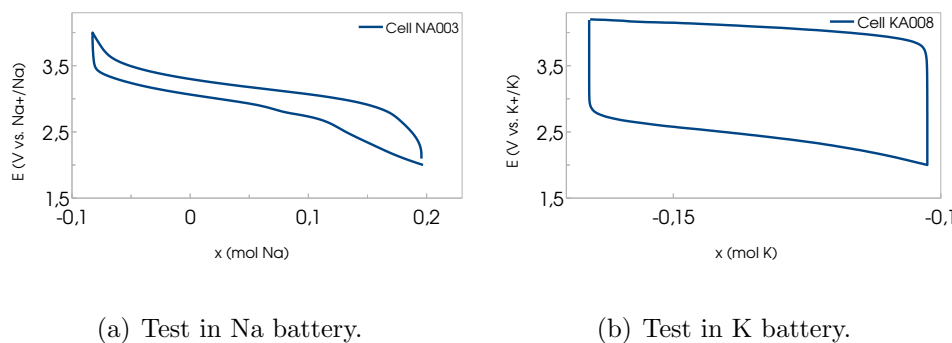 Cell NA003
E (V vs. Na+/Na)
3,5
2,5
1,5
-0,1
0
0,1
0,2
x (mol Na)
Cell KA008
E (V vs. K+/K)
3,5
2,5
1,5
-0,15
-0,1
x (mol K)
(a) Test in Na battery.
(b) Test in K battery.